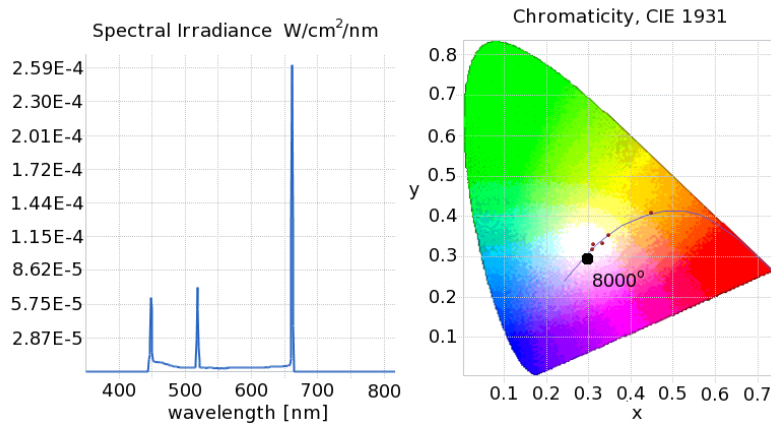 Spectral Irradiance W/cm²/nm
2.59E-4
2.30E-4
2.01E-4
1.72E-4
1.44E-4
1.15E-4
8.62E-5
5.75E-5
2.87E-5
400 500 600 700 800
wavelength [nm]
Chromaticity, CIE 1931
0.8
0.7
0.6
0.5
y
0.4
0.3
0.2
0.1
8000°
0.1 0.2 0.3 0.4 0.5 0.6 0.7
x